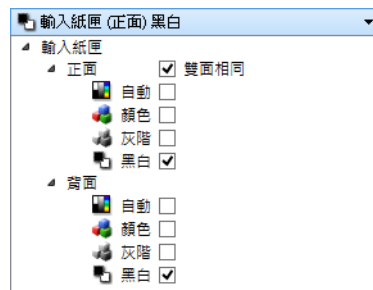 輸入紙匣 (正面) 黑白
輸入紙匣
正面 雙面相同
自動
顏色
灰階
黑白
背面
自動
顏色
灰階
黑白